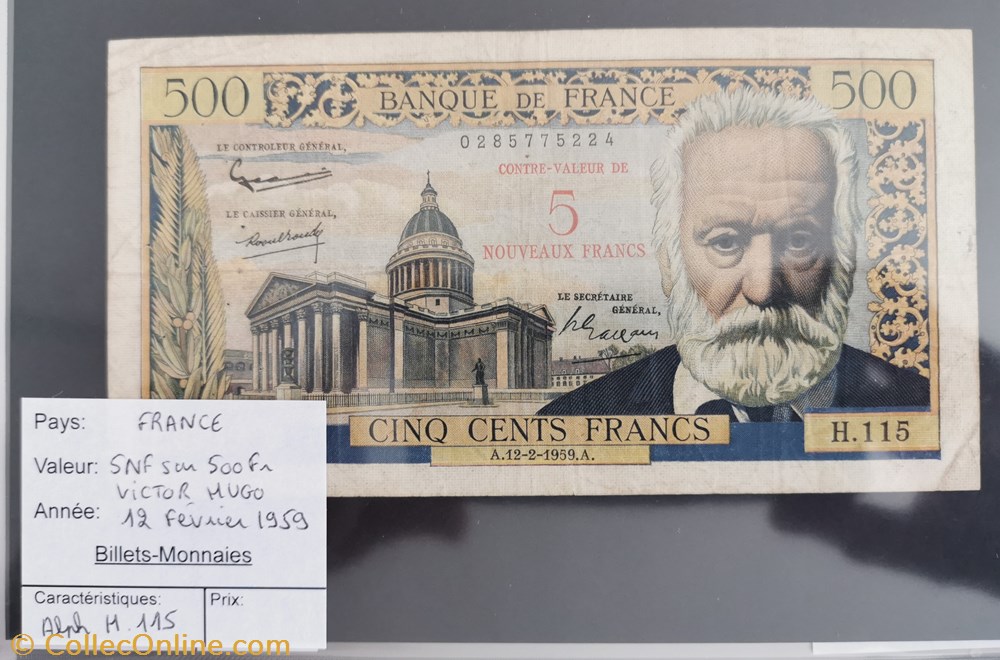 500
BANQUE DE FRANCE
500
0285775224
LE CONTROLEUR GÉNÉRAL,
CONTRE-VALEUR DE
5
NOUVEAUX FRANCS
LE CAISSIER GÉNÉRAL,
LE SECRÉTAIRE
GÉNÉRAL,
CINQ CENTS FRANCS
H.115
A.12-2-1959.A.
Pays: FRANCE
Valeur: 5NF sur 500Fr
VICTOR HUGO
Année: 12 Février 1959
Billets-Monnaies
Caractéristiques:
Prix:
Alph H.115
© CollecOnline.com